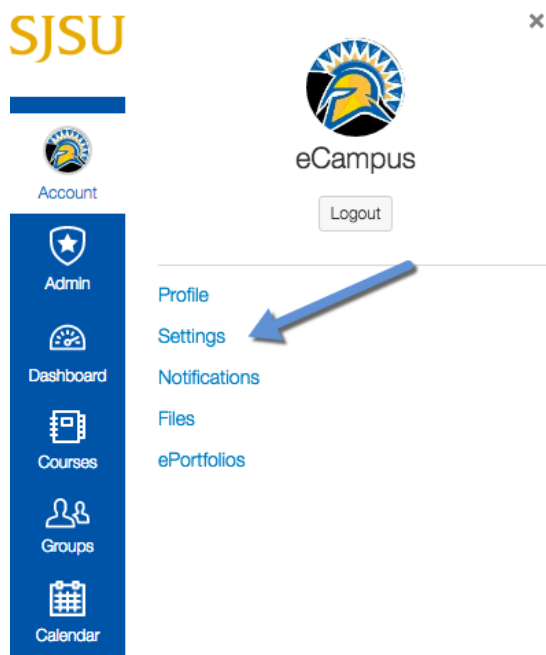 SJSU
Account
Admin
Dashboard
Courses
Groups
Calendar
×
eCampus
Logout
Profile
Settings
Notifications
Files
ePortfolios